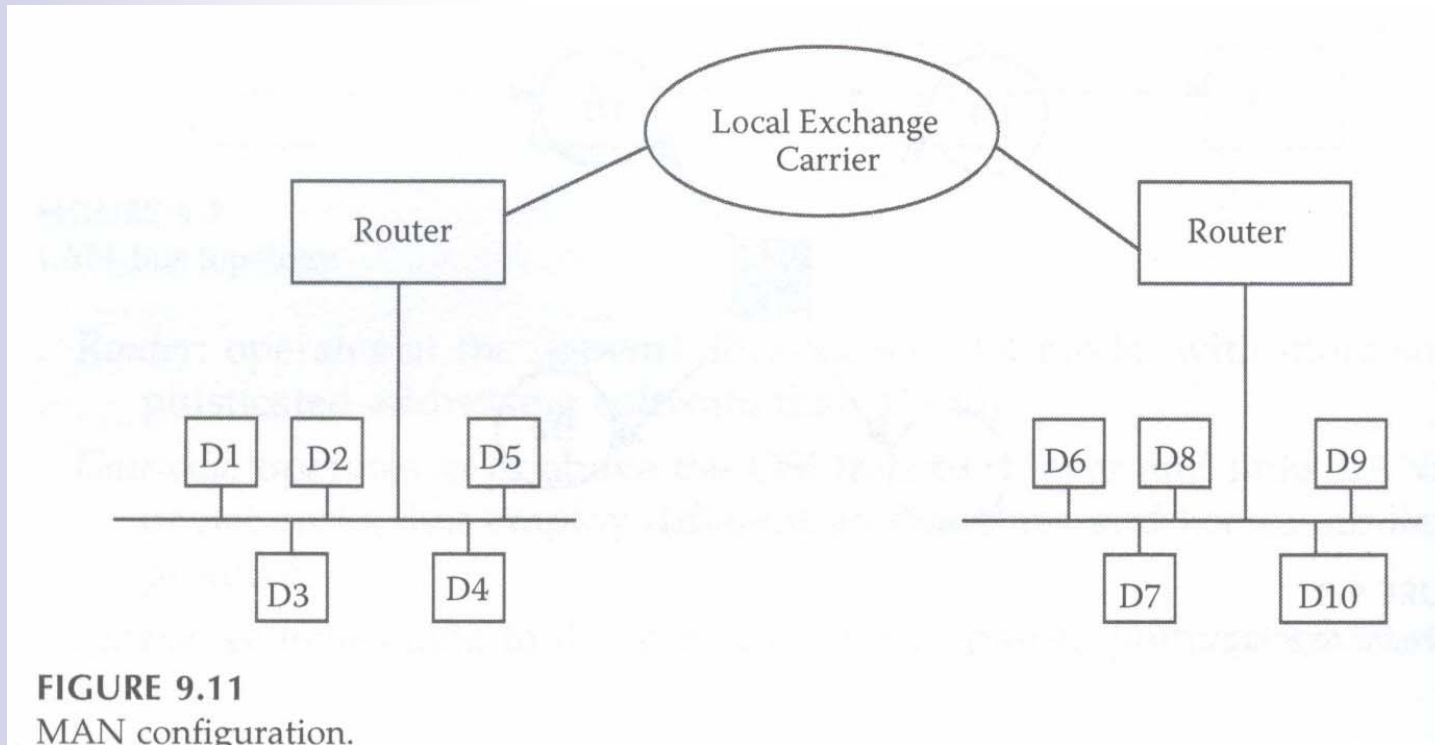 Local Exchange
Carrier
Router
Router
D1
D2
D5
D3
D4
D6
D8
D9
D7
D10
FIGURE 9.11
MAN configuration.